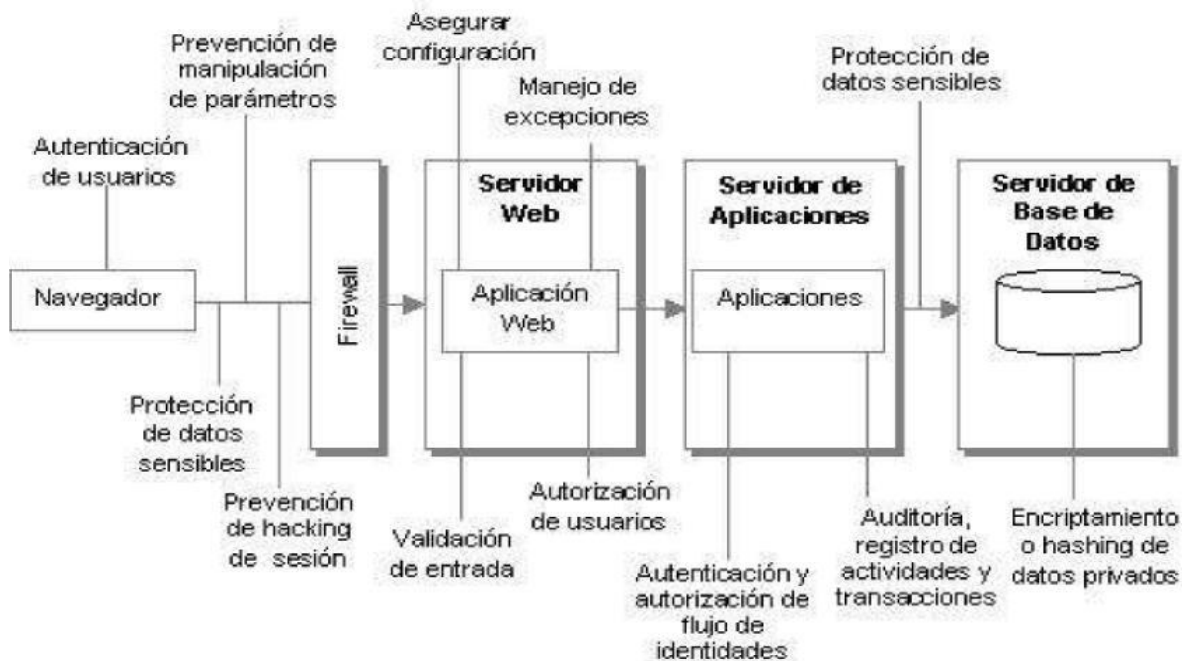 Asegurar
configuración
Prevención de
manipulación
de parámetros
Protección de
datos sensibles
Manejo de
excepciones
Autenticación
de usuarios
Servidor
Web
Servidor de
Aplicaciones
Servidor de
Base de
Datos
Navegador
Firewall
Aplicación
Web
Aplicaciones
Protección
de datos
sensibles
Prevención
de hacking
de sesión
Validación
de entrada
Autorización
de usuarios
Autenticación y
autorización de
flujo de
identidades
Auditoría,
registro de
actividades y
transacciones
Encriptamiento
o hashing de
datos privados